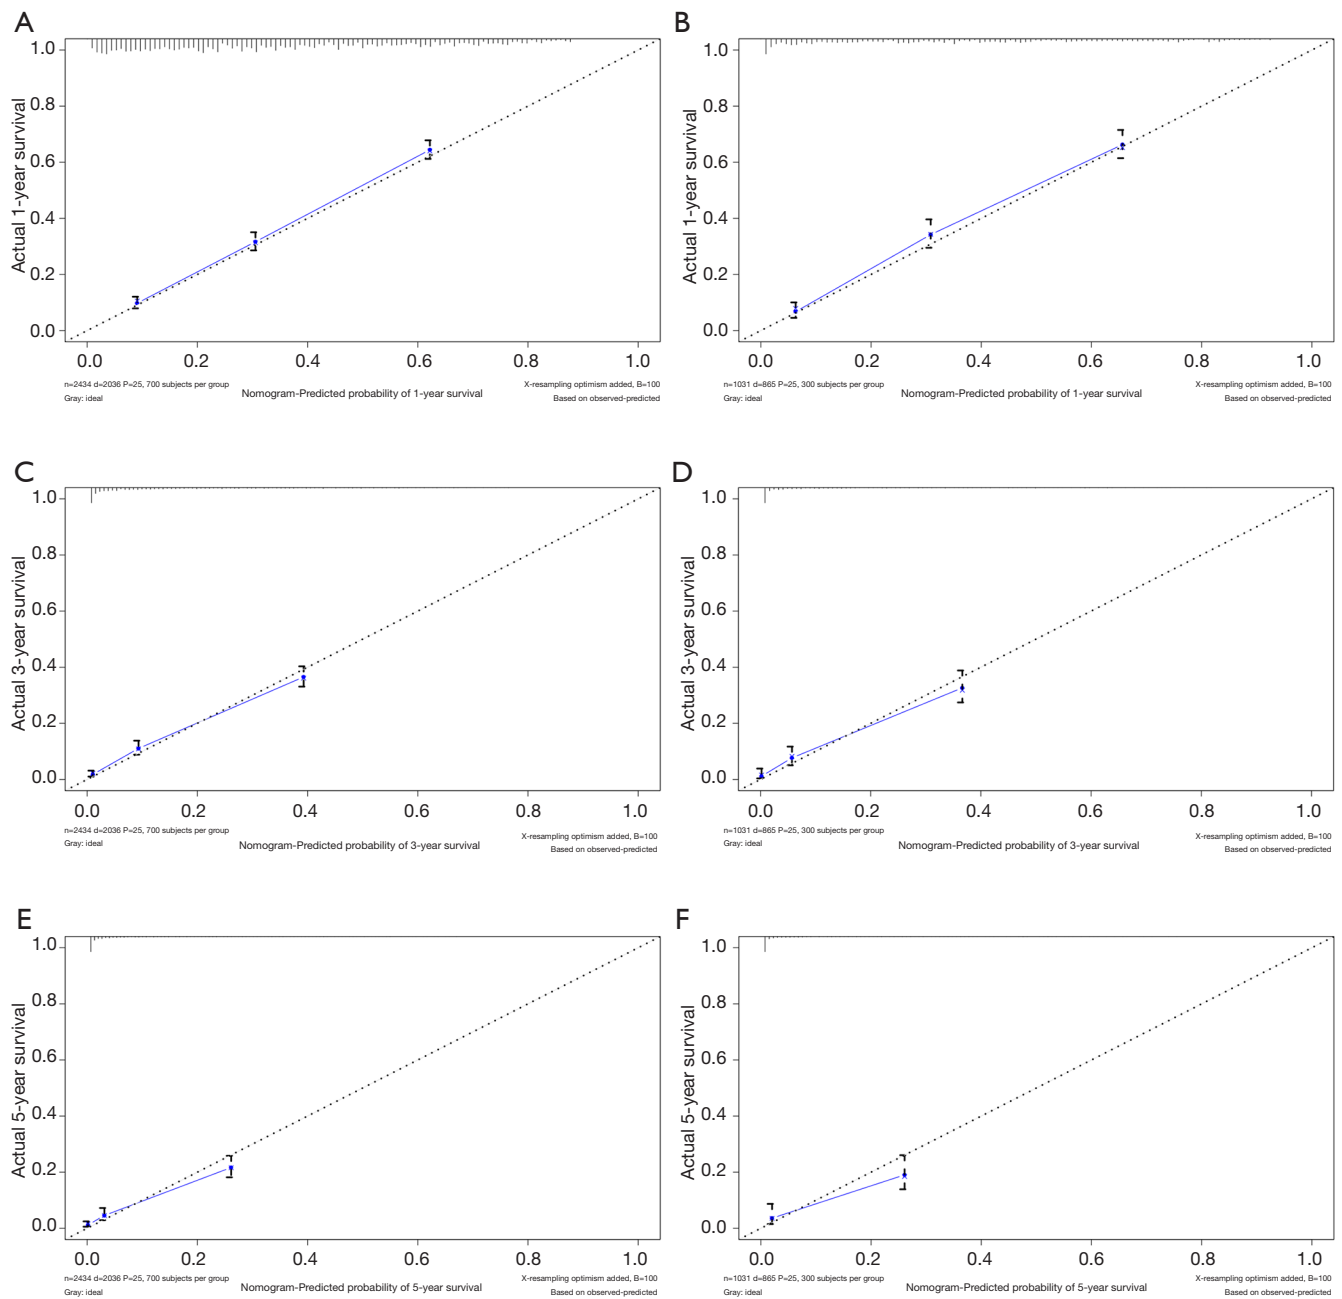 A
Actual 1-year survival
1.0
0.8
0.6
0.4
0.2
0.0
0.0 0.2 0.4 0.6 0.8 1.0
n=2434 d=2036 P=25, 700 subjects per group
Gray: ideal
Nomogram-Predicted probability of 1-year survival
X-resampling optimism added, B=100
Based on observed-predicted
B
Actual 1-year survival
1.0
0.8
0.6
0.4
0.2
0.0
0.0 0.2 0.4 0.6 0.8 1.0
n=1031 d=865 P=25, 300 subjects per group
Gray: ideal
Nomogram-Predicted probability of 1-year survival
X-resampling optimism added, B=100
Based on observed-predicted
C
Actual 3-year survival
1.0
0.8
0.6
0.4
0.2
0.0
0.0 0.2 0.4 0.6 0.8 1.0
n=2434 d=2036 P=25, 700 subjects per group
Gray: ideal
Nomogram-Predicted probability of 3-year survival
X-resampling optimism added, B=100
Based on observed-predicted
D
Actual 3-year survival
1.0
0.8
0.6
0.4
0.2
0.0
0.0 0.2 0.4 0.6 0.8 1.0
n=1031 d=865 P=25, 300 subjects per group
Gray: ideal
Nomogram-Predicted probability of 3-year survival
X-resampling optimism added, B=100
Based on observed-predicted
E
Actual 5-year survival
1.0
0.8
0.6
0.4
0.2
0.0
0.0 0.2 0.4 0.6 0.8 1.0
n=2434 d=2036 P=25, 700 subjects per group
Gray: ideal
Nomogram-Predicted probability of 5-year survival
X-resampling optimism added, B=100
Based on observed-predicted
F
Actual 5-year survival
1.0
0.8
0.6
0.4
0.2
0.0
0.0 0.2 0.4 0.6 0.8 1.0
n=1031 d=865 P=25, 300 subjects per group
Gray: ideal
Nomogram-Predicted probability of 5-year survival
X-resampling optimism added, B=100
Based on observed-predicted